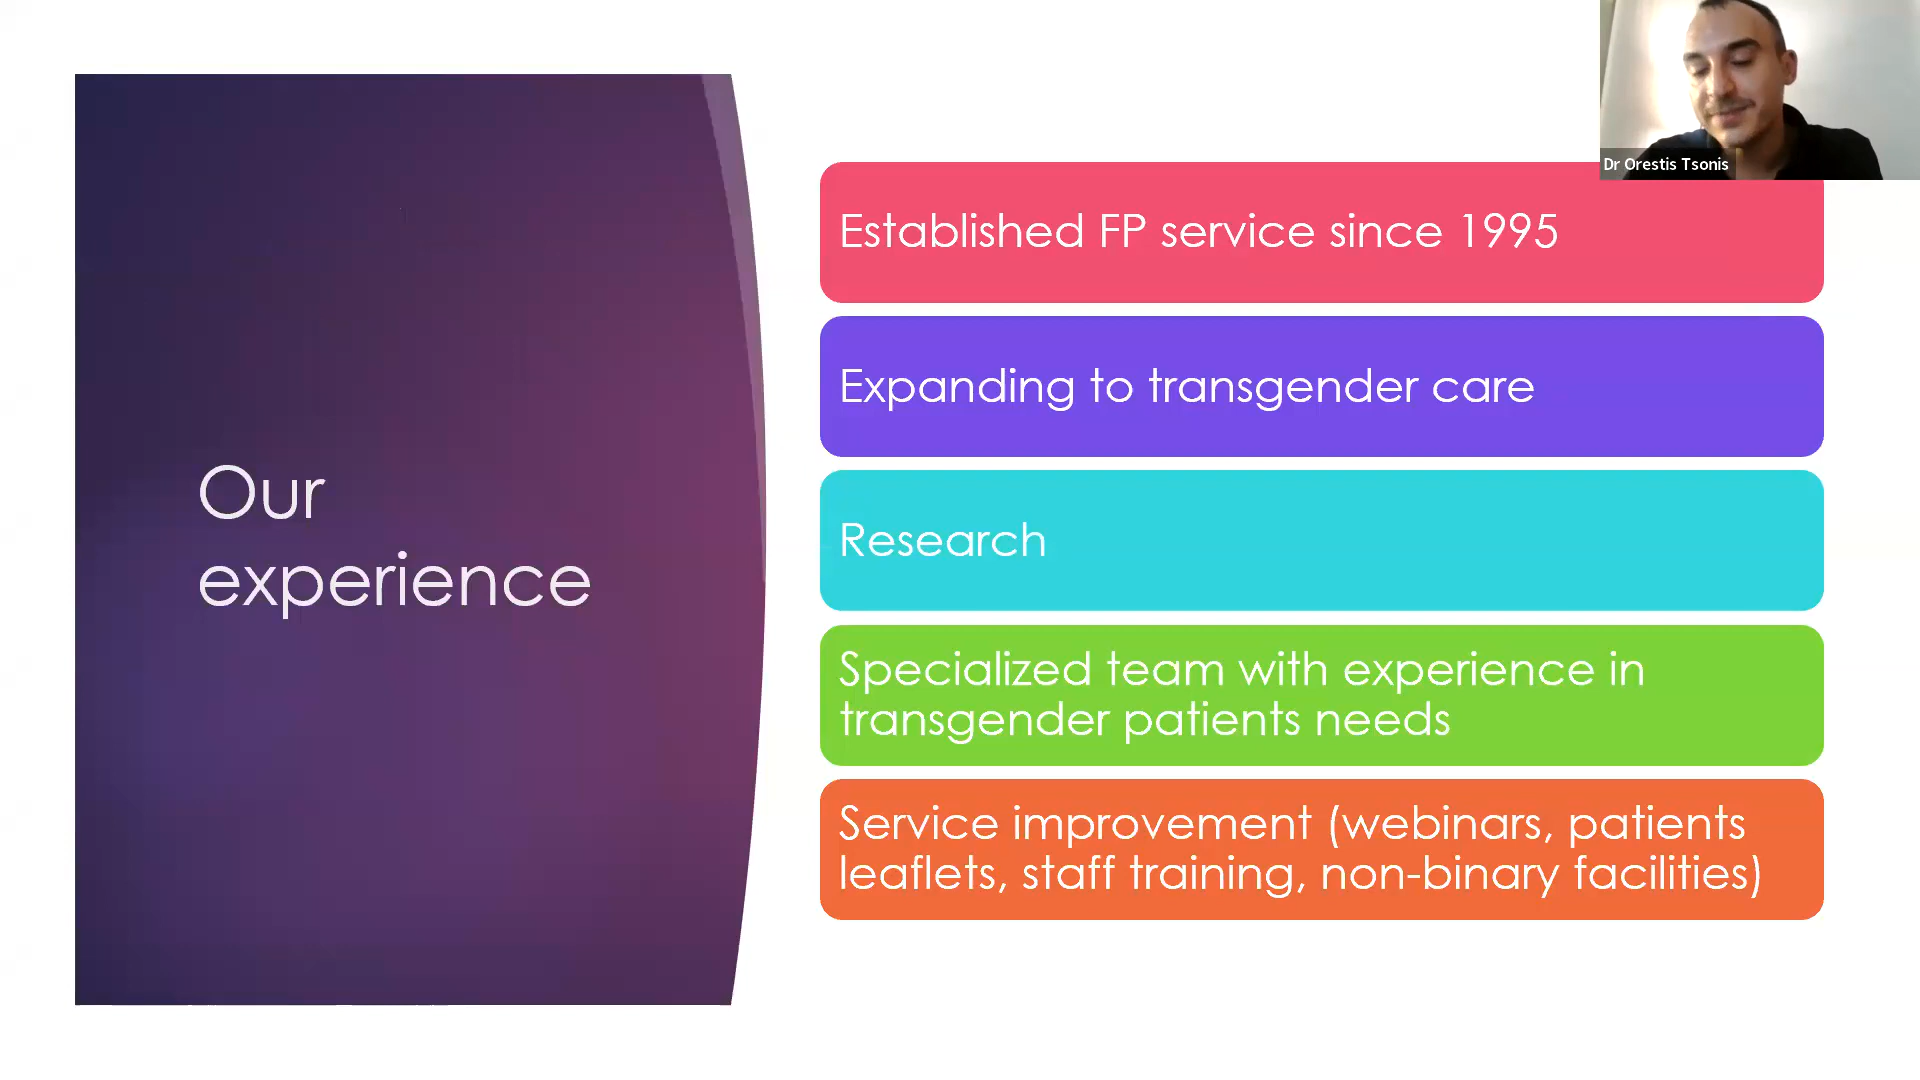 Dr Orestis Tsonis
Our
experience
Established FP service since 1995
Expanding to transgender care
Research
Specialized team with experience in
transgender patients needs
Service improvement (webinars, patients
leaflets, staff training, non-binary facilities)